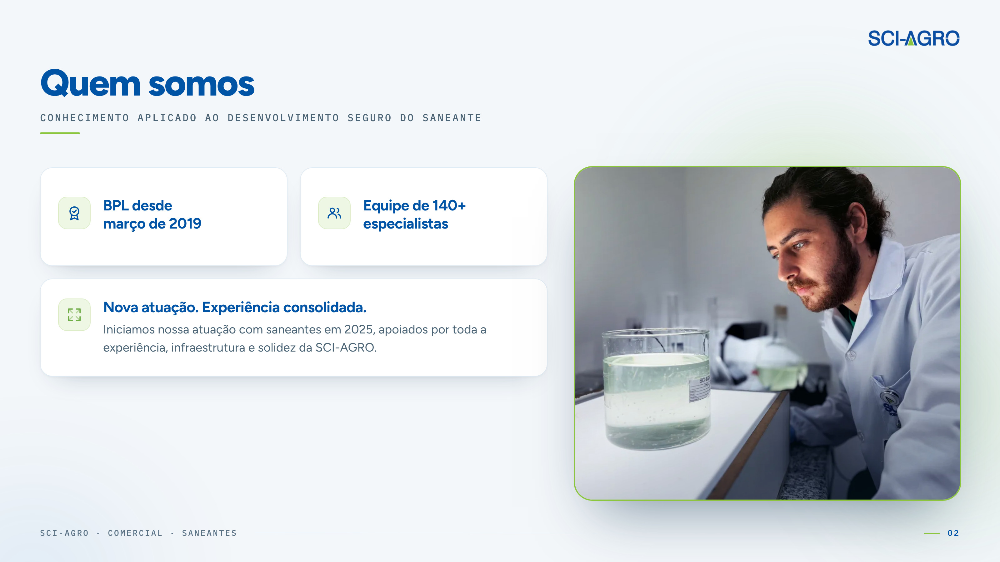 SCI-AGRO
Quem somos
CONHECIMENTO APLICADO AO DESENVOLVIMENTO SEGURO DO SANEANTE
BPL desde
março de 2019
Equipe de 140+
especialistas
Nova atuação. Experiência consolidada.
Iniciamos nossa atuação com saneantes em 2025, apoiados por toda a
experiência, infraestrutura e solidez da SCI-AGRO.
SCI-AGRO · COMERCIAL · SANEANTES
02